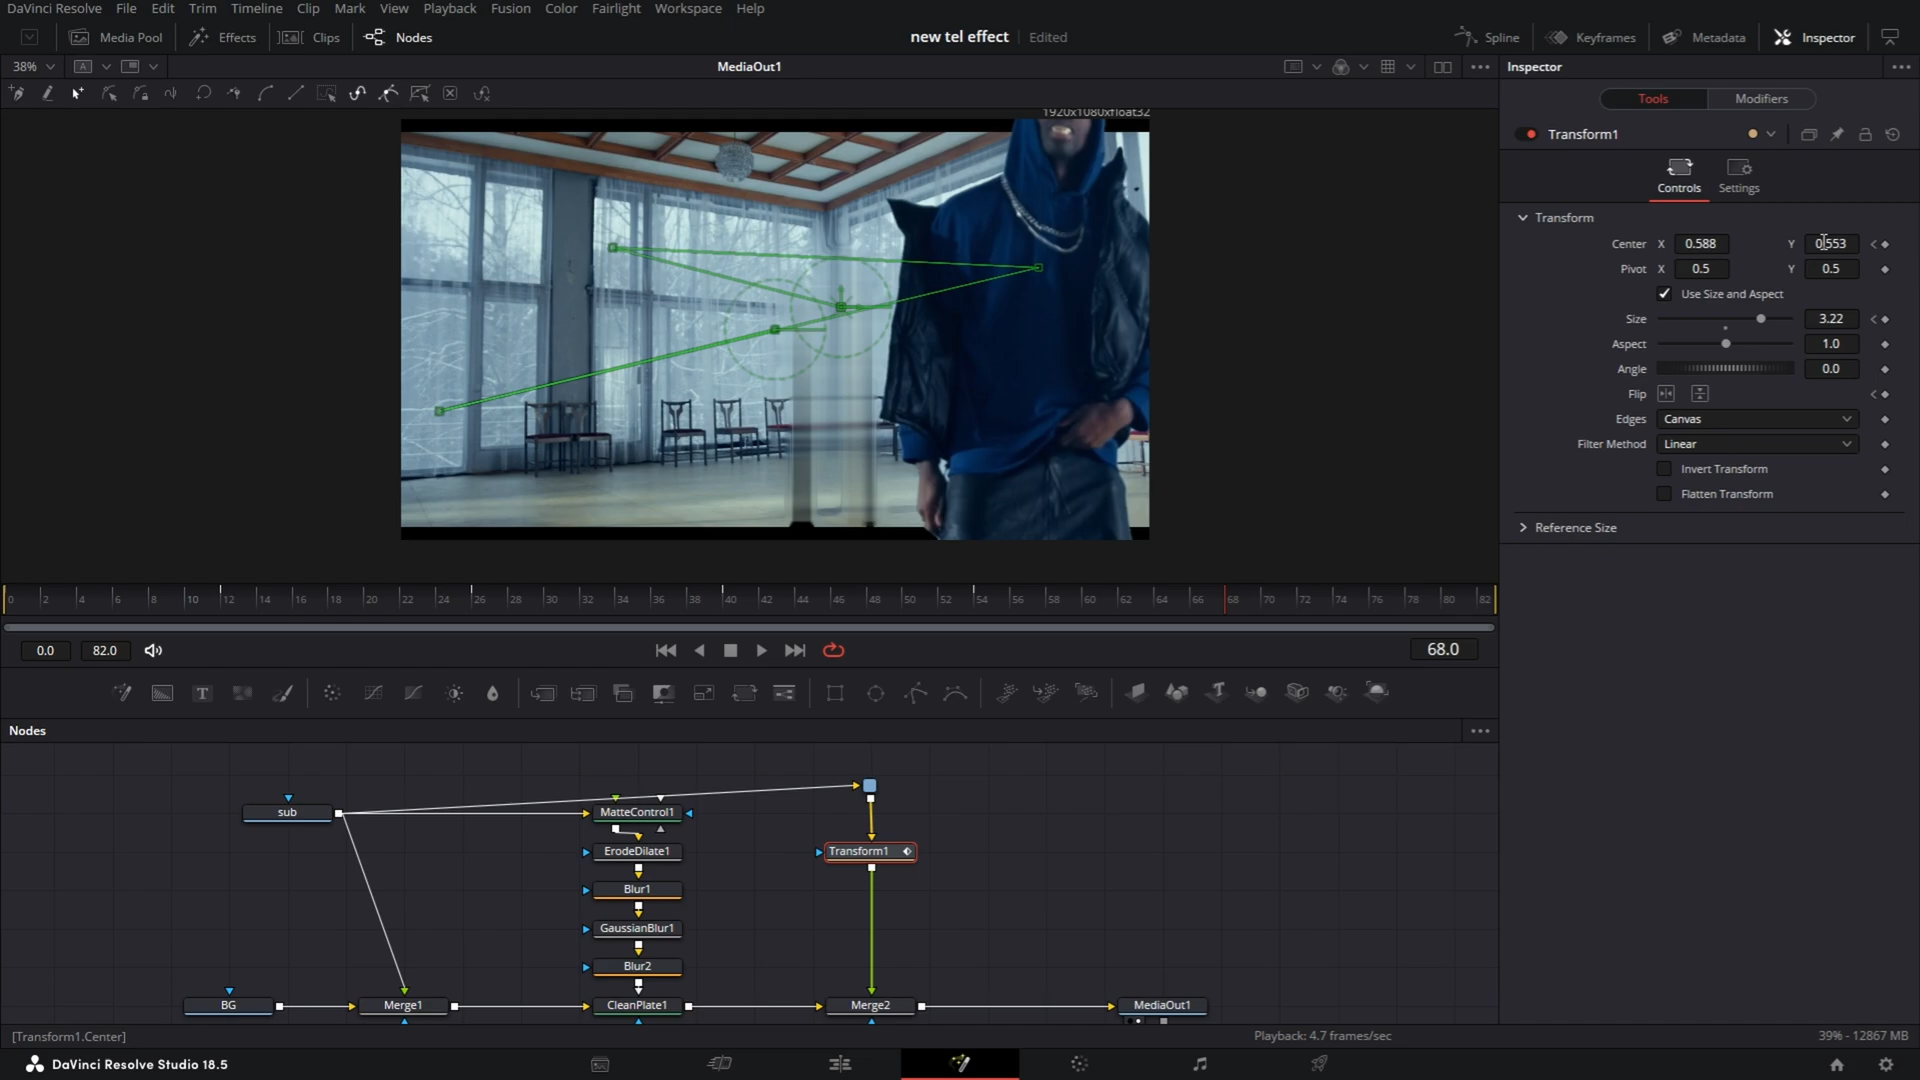 DaVinci Resolve File Edit Trim Timeline Clip Mark View Playback Fusion Color Fairlight Workspace Help
Media Pool Effects Clips Nodes new tel effect Edited Spline Keyframes Metadata Inspector
38% A MediaOut1 Inspector
Tools Modifiers
1920x1080xfloat32
Transform1
Controls Settings
Transform
Center X 0.588 Y 0.553
Pivot X 0.5 Y 0.5
Use Size and Aspect
Size 3.22
Aspect 1.0
Angle 0.0
Flip
Edges Canvas
Filter Method Linear
Invert Transform
Flatten Transform
Reference Size
0 2 4 6 8 10 12 14 16 18 20 22 24 26 28 30 32 34 36 38 40 42 44 46 48 50 52 54 56 58 60 62 64 66 68 70 72 74 76 78 80 82
0.0 82.0 68.0
Nodes
sub MatteControl1
ErodeDilate1 Transform1
Blur1
GaussianBlur1
Blur2
BG Merge1 CleanPlate1 Merge2 MediaOut1
[Transform1.Center] Playback: 4.7 frames/sec 39% - 12867 MB
DaVinci Resolve Studio 18.5